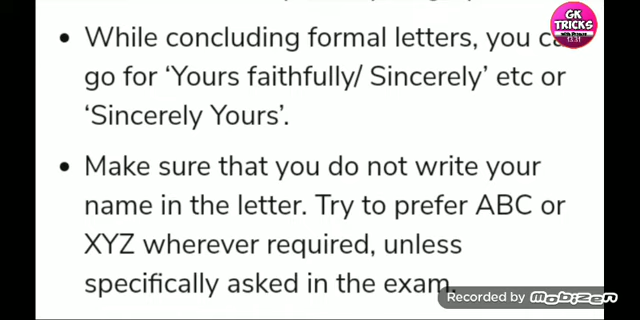 GK
TRICKS
While concluding formal letters, you
go for ‘Yours faithfully/ Sincerely’ etc or
‘Sincerely Yours’.
Make sure that you do not write your
name in the letter. Try to prefer ABC or
XYZ wherever required, unless
specifically asked in the exam.
Recorded by Mobizen